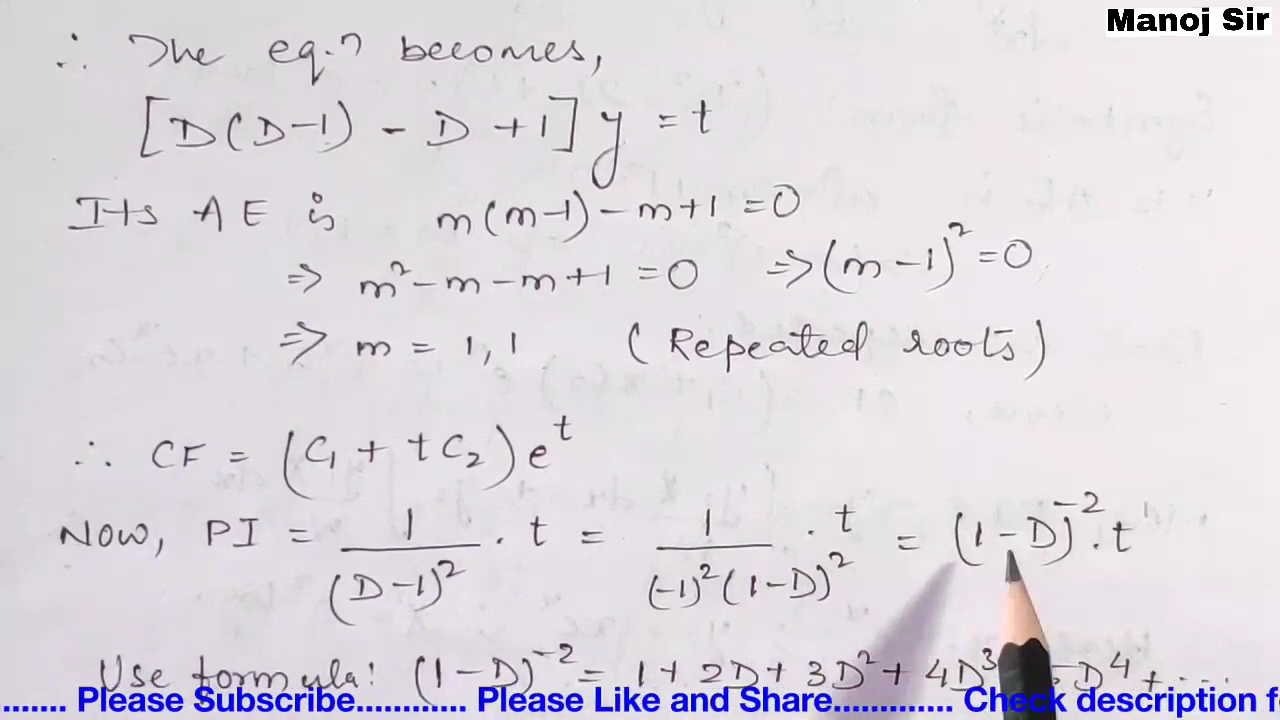 Manoj Sir
∴ The eq.n becomes,
[D(D-1) - D + 1] y = t
Its AE is m(m-1) - m + 1 = 0
⇒ m² - m - m + 1 = 0 ⇒ (m - 1)² = 0
⇒ m = 1, 1 (Repeated roots)
∴ CF = (C₁ + tC₂) eᵗ
Now, PI = 1/(D-1)² . t = 1/((-1)²(1-D)²) . t = (1-D)⁻² . t
Use formula: (1-D)⁻² = 1 + 2D + 3D² + 4D³ D⁴ + ...
........ Please Subscribe............ Please Like and Share............. Check description f